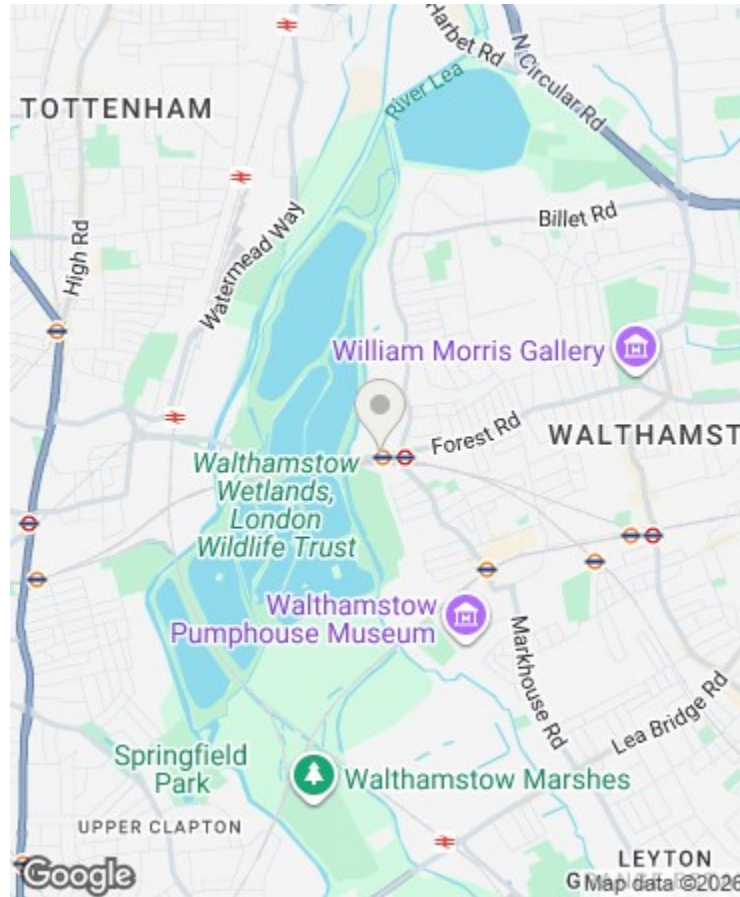 Harbet Rd
N Circular Rd
River Lea
TOTTENHAM
High Rd
Watermead Way
Billet Rd
William Morris Gallery
Forest Rd
WALTHAMST
Walthamstow
Wetlands,
London
Wildlife Trust
Walthamstow
Pumphouse Museum
Markhouse Rd
Lea Bridge Rd
Springfield
Park
Walthamstow Marshes
UPPER CLAPTON
LEYTON
Google
Map data ©2026